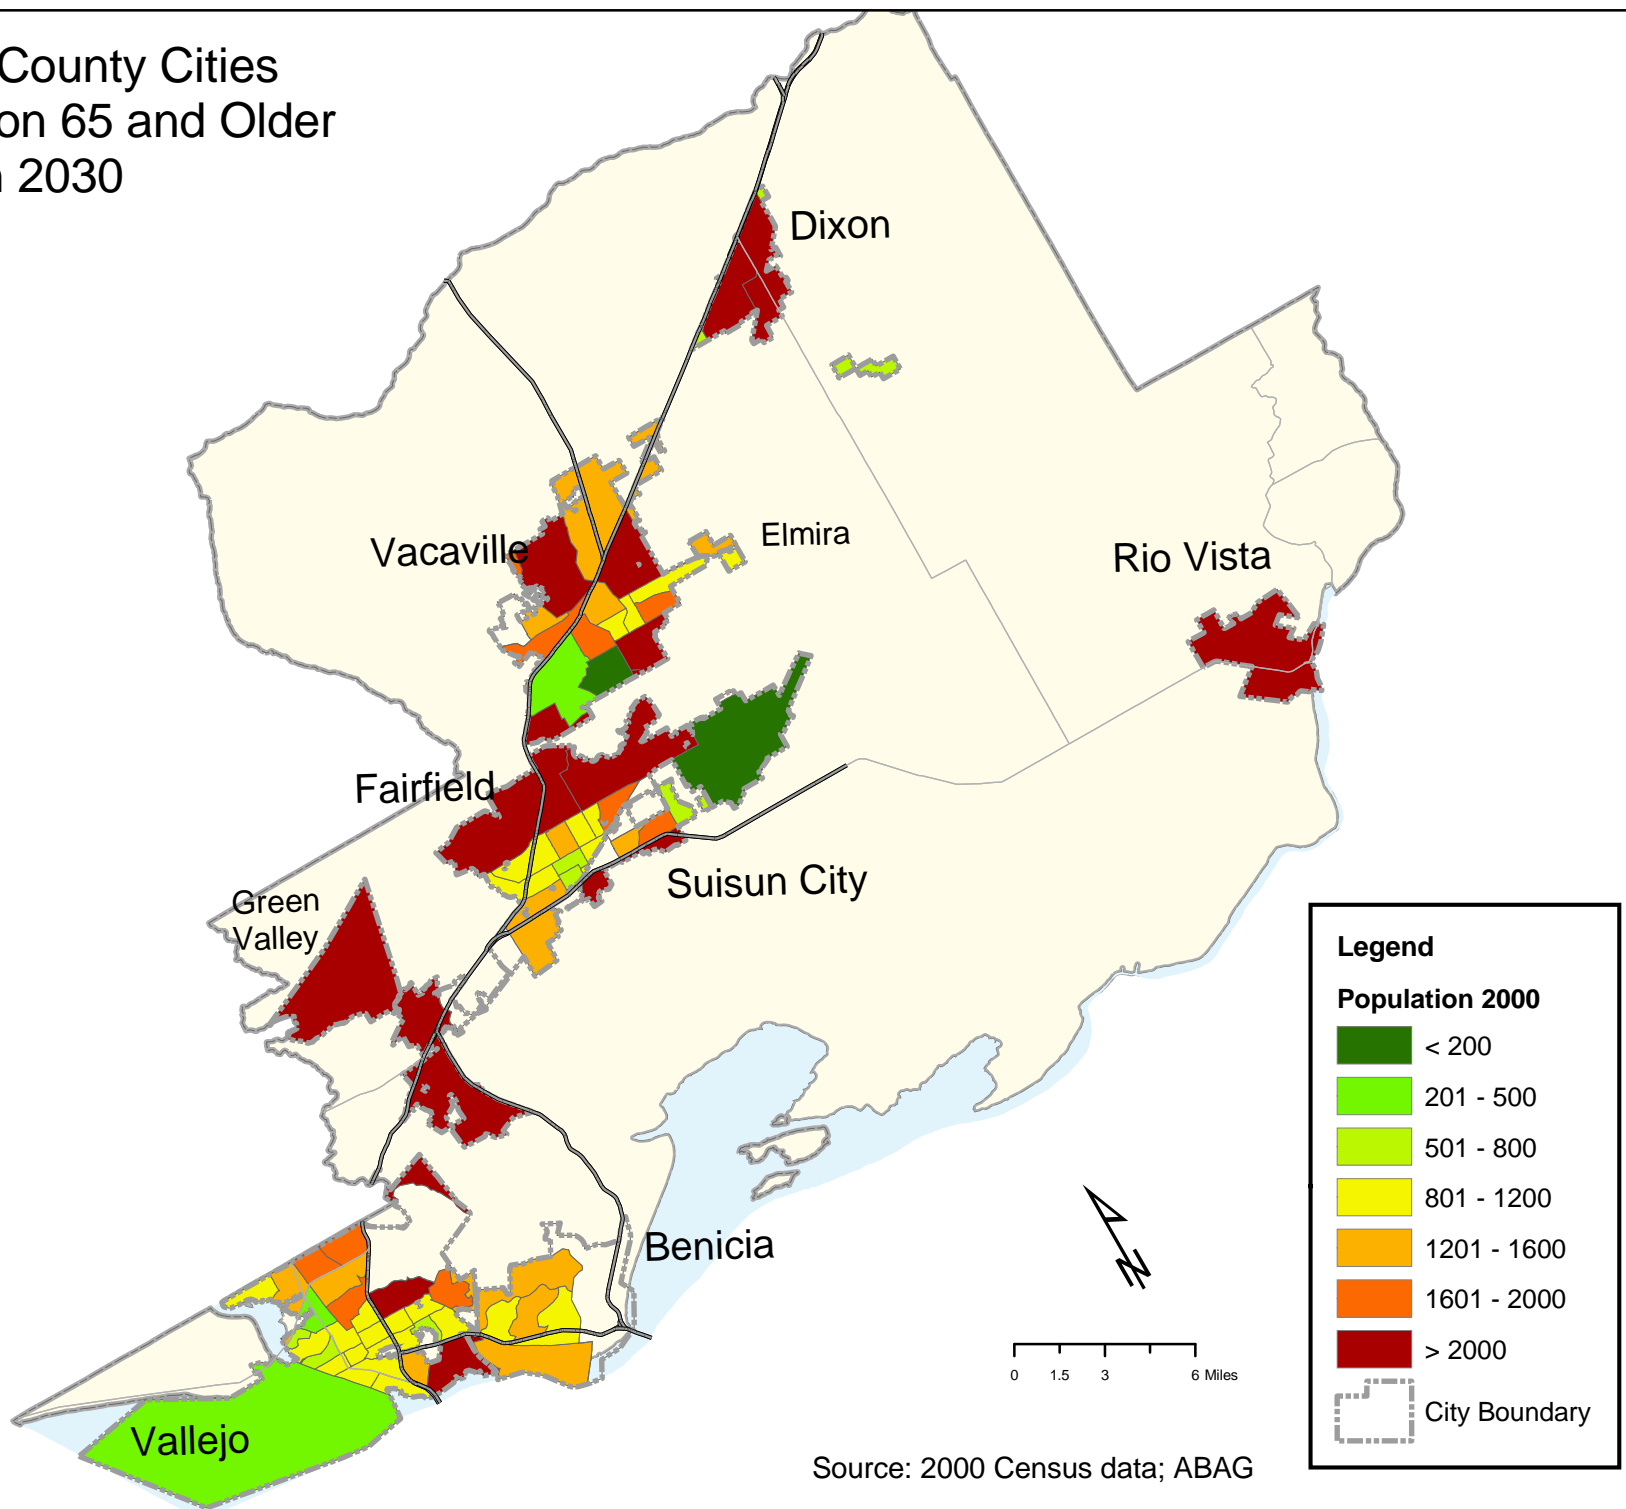 County Cities
on 65 and Older
2030
Dixon
Vacaville
Elmira
Rio Vista
Fairfield
Suisun City
Green
Valley
Benicia
Vallejo
Legend
Population 2000
< 200
201 - 500
501 - 800
801 - 1200
1201 - 1600
1601 - 2000
> 2000
City Boundary
N
0 1.5 3 6 Miles
Source: 2000 Census data; ABAG